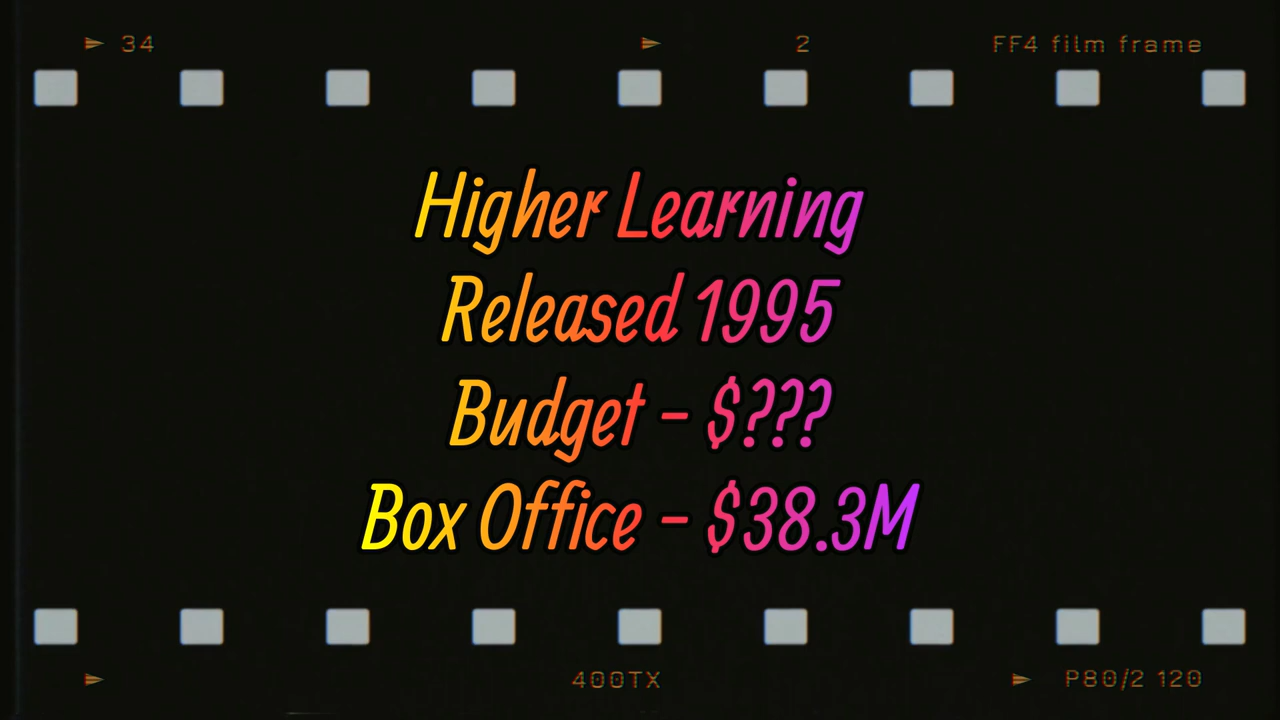 ► 34 ► 2 FF4 film frame
Higher Learning
Released 1995
Budget - $???
Box Office - $38.3M
► 400TX ► P80/2 120